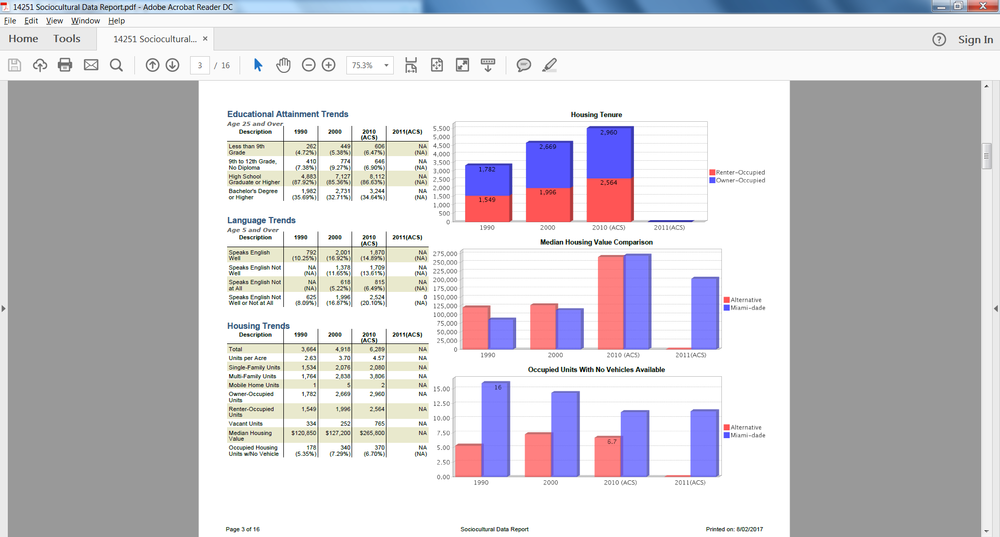 14251 Sociocultural Data Report.pdf - Adobe Acrobat Reader DC
File Edit View Window Help
Home Tools 14251 Sociocultural... × ? Sign In
3 / 16 75.3%
Educational Attainment Trends
Age 25 and Over
Description 1990 2000 2010 2011(ACS)
(ACS)
Less than 9th 262 449 606 NA
Grade (4.72%) (5.38%) (6.47%) (NA)
9th to 12th Grade, 410 774 646 NA
No Diploma (7.38%) (9.27%) (6.90%) (NA)
High School 4,883 7,127 8,112 NA
Graduate or Higher (87.92%) (85.36%) (86.63%) (NA)
Bachelor's Degree 1,982 2,731 3,244 NA
or Higher (35.69%) (32.71%) (34.64%) (NA)
Language Trends
Age 5 and Over
Description 1990 2000 2010 2011(ACS)
(ACS)
Speaks English 792 2,001 1,870 NA
Well (10.25%) (16.92%) (14.89%) (NA)
Speaks English Not NA 1,378 1,709 NA
Well (NA) (11.65%) (13.61%) (NA)
Speaks English Not NA 618 815 NA
at All (NA) (5.22%) (6.49%) (NA)
Speaks English Not 625 1,996 2,524 0
Well or Not at All (8.09%) (16.87%) (20.10%) (NA)
Housing Trends
Description 1990 2000 2010 2011(ACS)
(ACS)
Total 3,664 4,918 6,289 NA
Units per Acre 2.63 3.70 4.57 NA
Single-Family Units 1,534 2,076 2,080 NA
Multi-Family Units 1,764 2,838 3,806 NA
Mobile Home Units 1 5 2 NA
Owner-Occupied 1,782 2,669 2,960 NA
Units
Renter-Occupied 1,549 1,996 2,564 NA
Units
Vacant Units 334 252 765 NA
Median Housing $120,850 $127,200 $265,800 NA
Value
Occupied Housing 178 340 370 NA
Units w/No Vehicle (5.35%) (7.29%) (6.70%) (NA)
Housing Tenure
5,500
5,000
4,500
4,000
3,500
3,000
2,500
2,000
1,500
1,000
500
0
2,960
2,669
1,782
2,564
1,996
1,549
Renter-Occupied
Owner-Occupied
1990 2000 2010 (ACS) 2011(ACS)
Median Housing Value Comparison
275,000
250,000
225,000
200,000
175,000
150,000
125,000
100,000
75,000
50,000
25,000
0
Alternative
Miami-dade
1990 2000 2010 (ACS) 2011(ACS)
Occupied Units With No Vehicles Available
15.00
12.50
10.00
7.50
5.00
2.50
0.00
16
6.7
Alternative
Miami-dade
1990 2000 2010 (ACS) 2011(ACS)
Page 3 of 16 Sociocultural Data Report Printed on: 8/02/2017